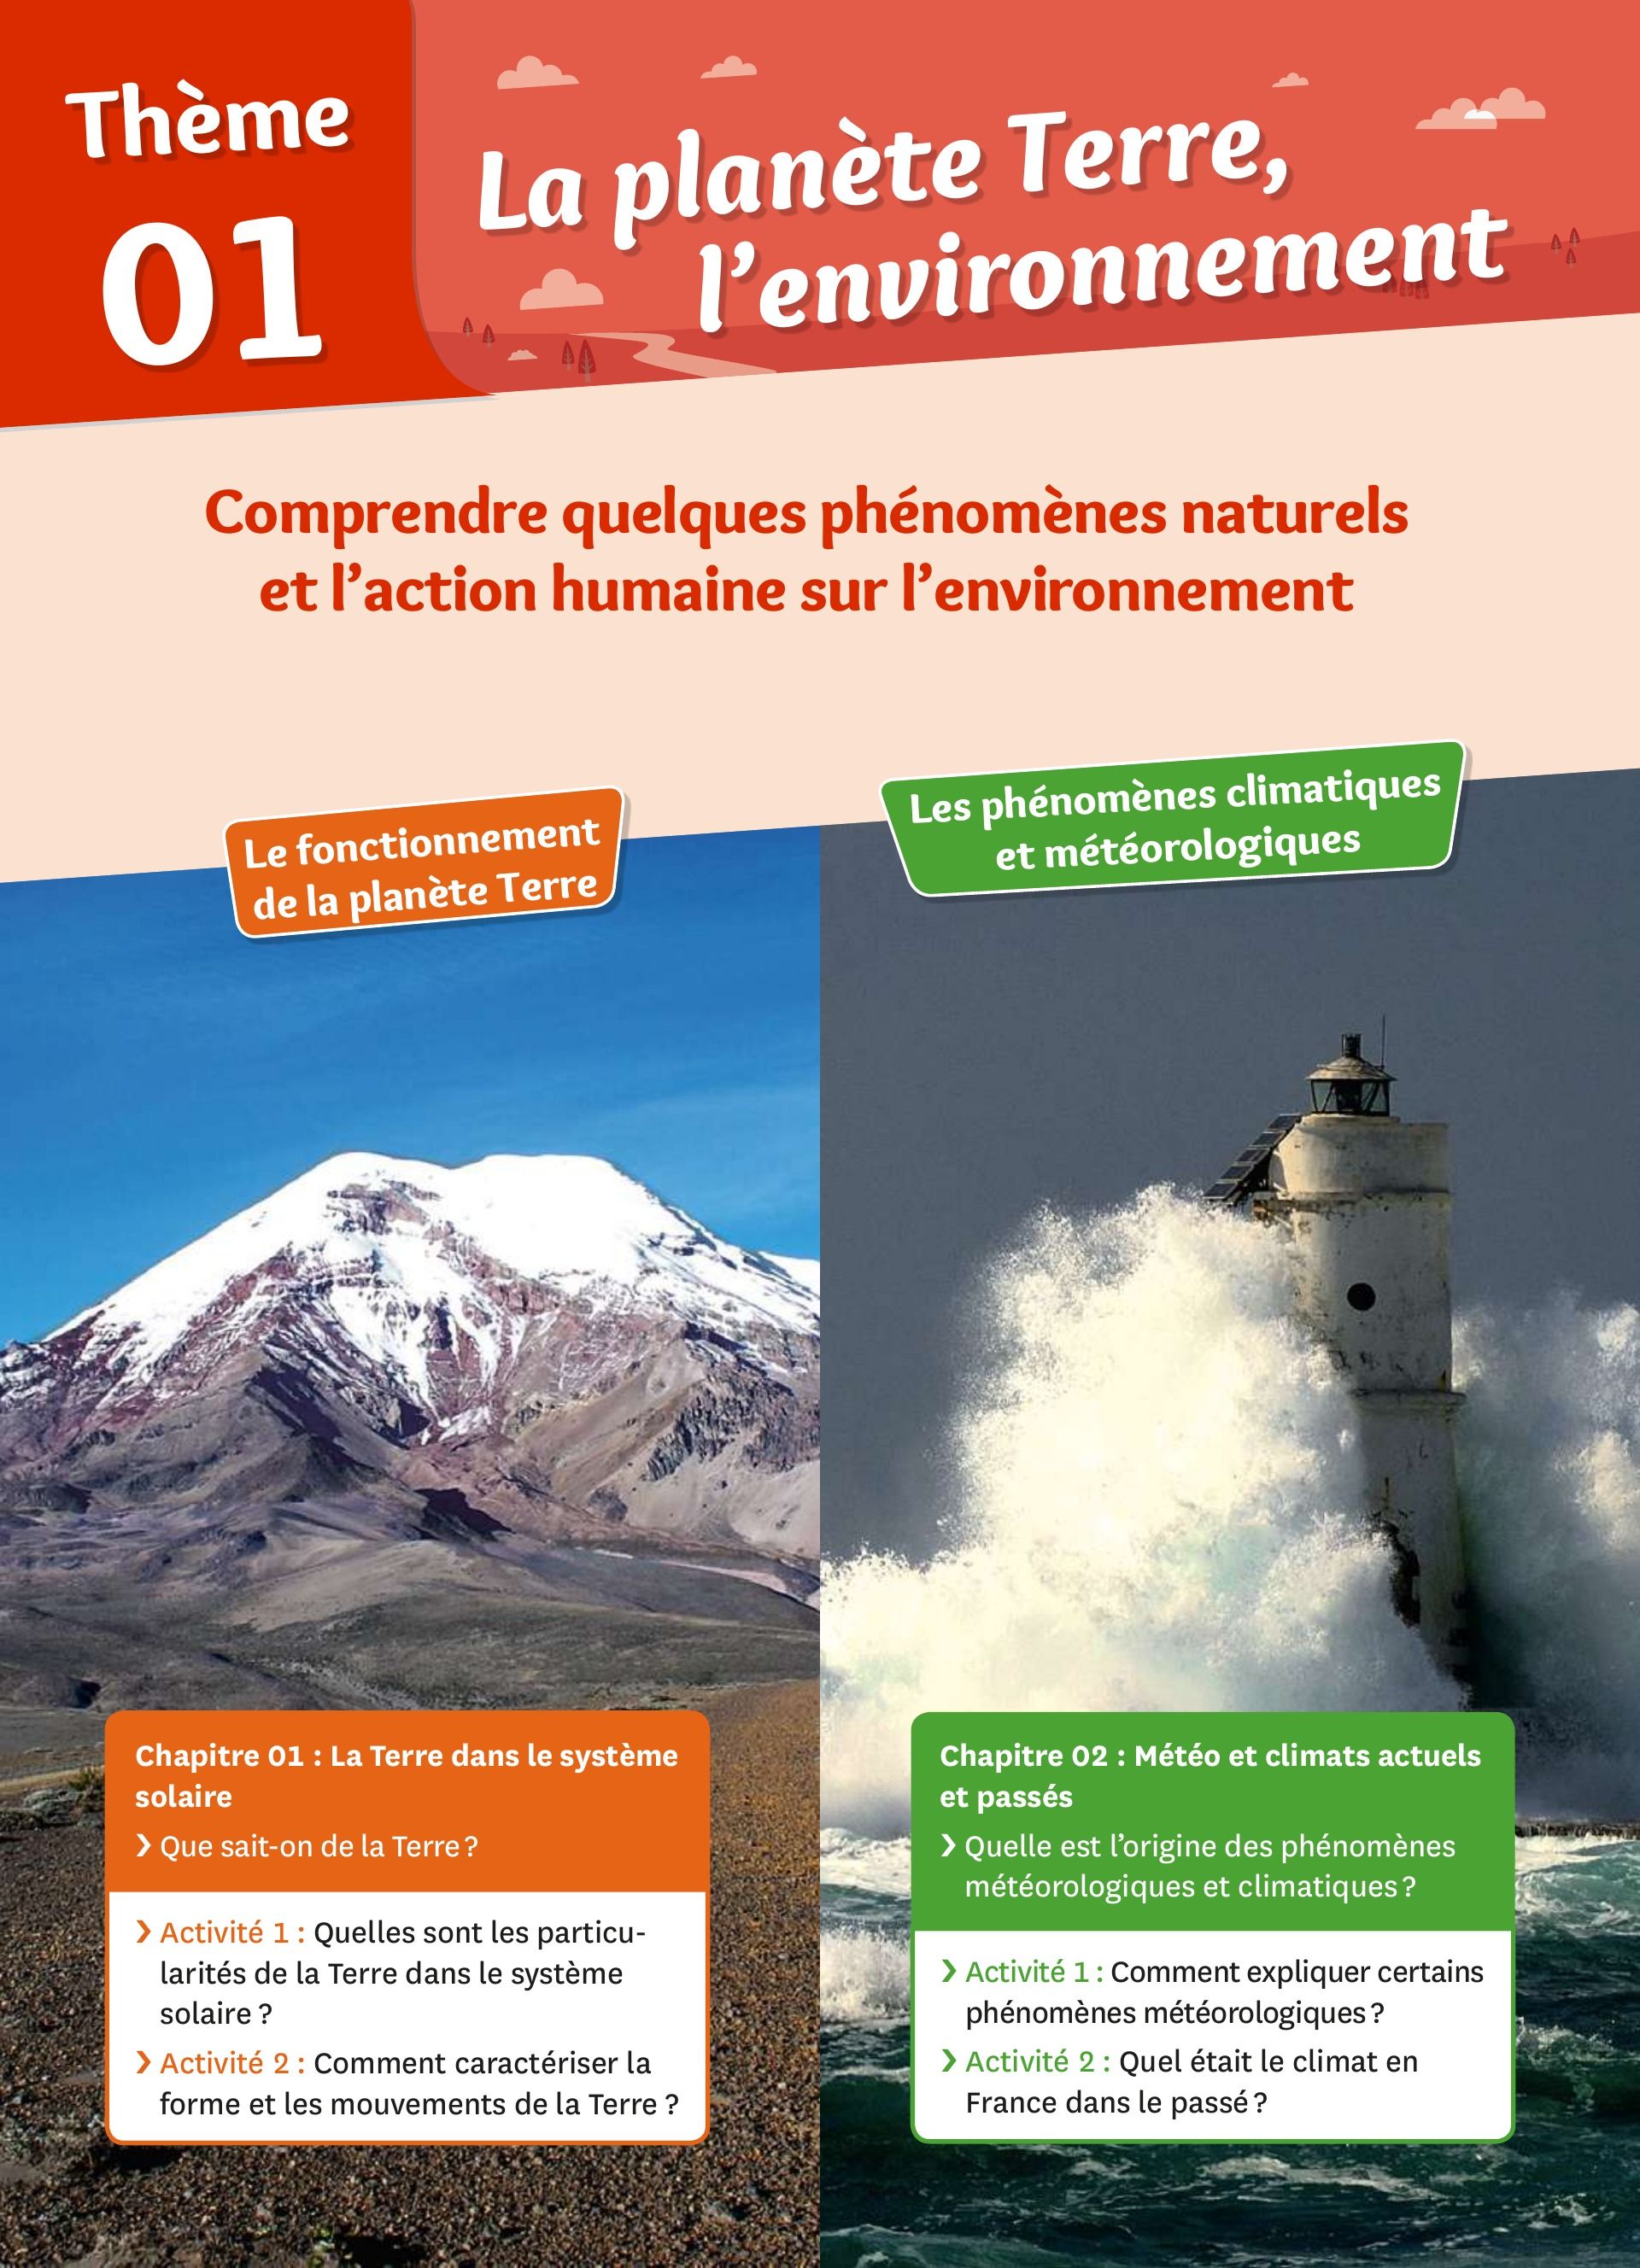 Thème
01
La planète Terre,
l’environnement
Comprendre quelques phénomènes naturels
et l’action humaine sur l’environnement
Le fonctionnement
de la planète Terre
Les phénomènes climatiques
et météorologiques
Chapitre 01 : La Terre dans le système
solaire
❯ Que sait-on de la Terre ?
❯ Activité 1 : Quelles sont les particu-
larités de la Terre dans le système
solaire ?
❯ Activité 2 : Comment caractériser la
forme et les mouvements de la Terre ?
Chapitre 02 : Météo et climats actuels
et passés
❯ Quelle est l’origine des phénomènes
météorologiques et climatiques ?
❯ Activité 1 : Comment expliquer certains
phénomènes météorologiques ?
❯ Activité 2 : Quel était le climat en
France dans le passé ?